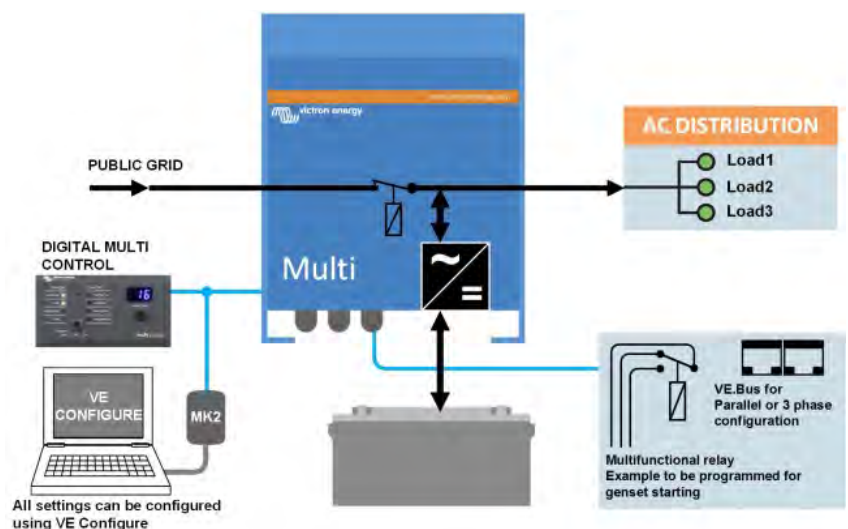 victron energy
AC DISTRIBUTION
PUBLIC GRID
Load1
Load2
Load3
DIGITAL MULTI
CONTROL
16
Multi
VE
CONFIGURE
MK2
VE.Bus for
Parallel or 3 phase
configuration
Multifunctional relay
Example to be programmed for
genset starting
All settings can be configured
using VE Configure